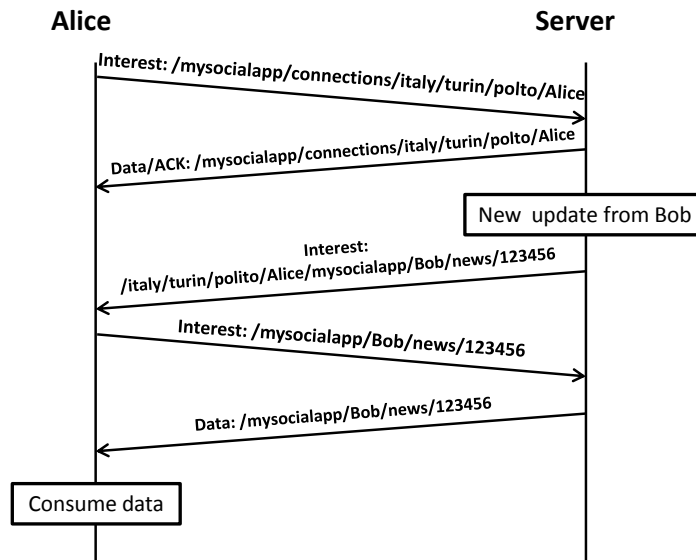 Alice
Server
Interest: /mysocialapp/connections/italy/turin/polto/Alice
Data/ACK: /mysocialapp/connections/italy/turin/polto/Alice
New update from Bob
Interest:
/italy/turin/polito/Alice/mysocialapp/Bob/news/123456
Interest: /mysocialapp/Bob/news/123456
Data: /mysocialapp/Bob/news/123456
Consume data